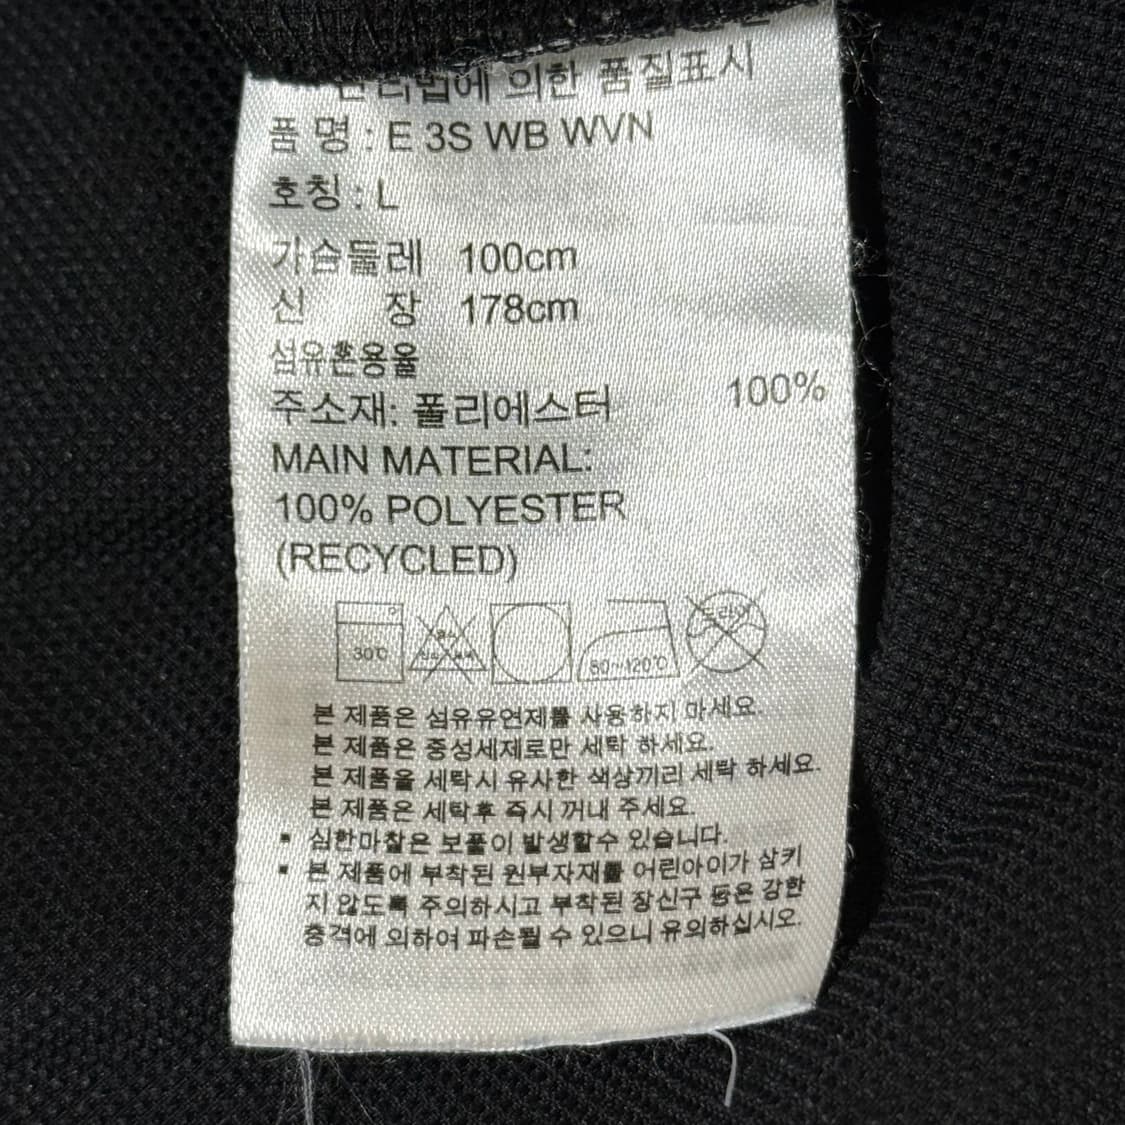 관리법에 의한 품질표시
품 명 : E 3S WB WVN
호칭 : L
가슴둘레 100cm
신 장 178cm
섬유혼용율
주소재: 폴리에스터 100%
MAIN MATERIAL:
100% POLYESTER
(RECYCLED)
30℃ 80~120℃ 드라이
본 제품은 섬유유연제를 사용하지 마세요.
본 제품은 중성세제로만 세탁 하세요.
본 제품을 세탁시 유사한 색상끼리 세탁 하세요.
본 제품은 세탁후 즉시 꺼내 주세요.
▪ 심한마찰은 보풀이 발생할수 있습니다.
▪ 본 제품에 부착된 원부자재를 어린아이가 삼키
지 않도록 주의하시고 부착된 장신구 등은 강한
충격에 의하여 파손될 수 있으니 유의하십시오.